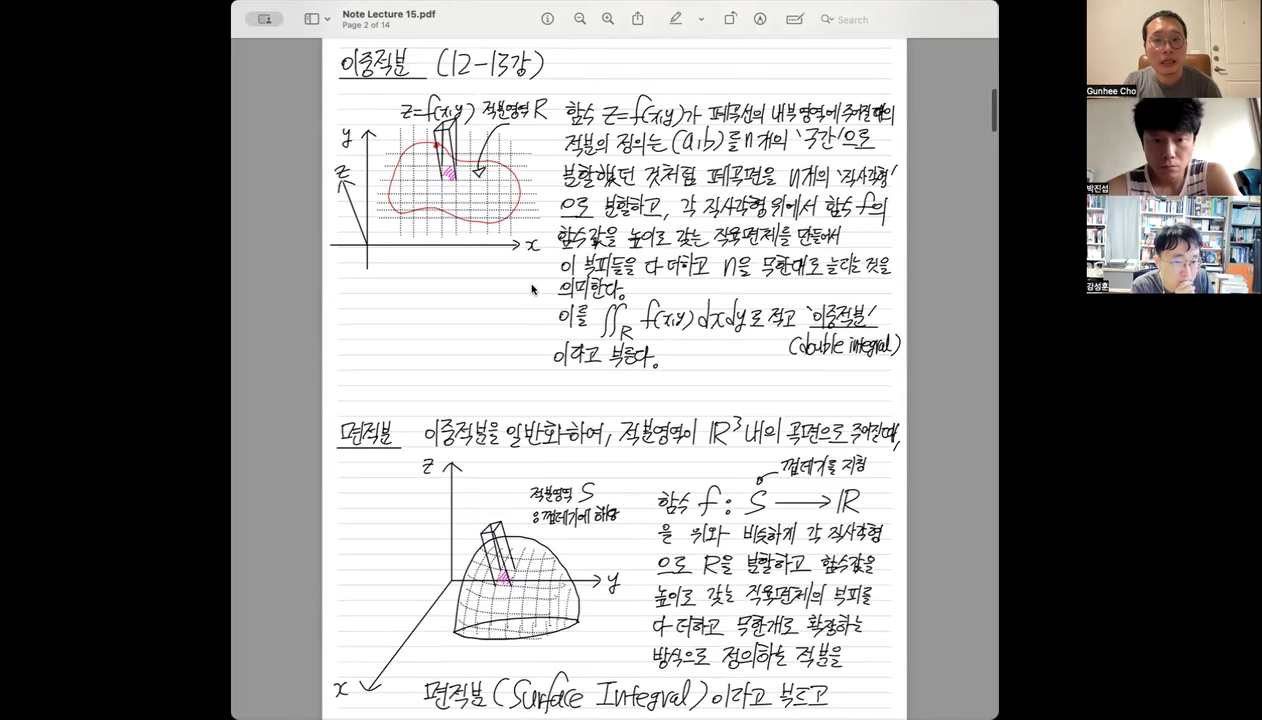 Note Lecture 15.pdf
Page 2 of 14
Search
이중적분 (12-13강)
z=f(x,y) 적분영역 R
y
z
x
함수 z=f(x,y)가 폐곡선의 내부영역에 주어질때의
적분의 정의는 (a,b)를 n개의 '구간'으로
분할했던 것처럼 폐곡면을 n개의 '직사각형'
으로 분할하고, 각 직사각형 위에서 함수 f의
함수값을 높이로 갖는 직육면체를 만들어서
이 부피들을 다 더하고 n을 무한대로 늘리는 것을
의미한다.
이를 ∬_R f(x,y) dxdy로 적고 '이중적분'
(double integral)
이라고 부른다.
면적분 이중적분을 일반화하여, 적분영역이 ℝ³ 내의 곡면으로 주어질때,
z
적분영역 S
는 껍데기에 해당
y
x
껍데기를 지칭
함수 f : S → ℝ
을 위와 비슷하게 각 직사각형
으로 R을 분할하고 함수값을
높이로 갖는 직육면체의 부피를
다 더하고 무한개로 확장하는
방식으로 정의하는 적분을
면적분(Surface Integral)이라고 부르고
Gunhee Cho
박진섭
강성훈